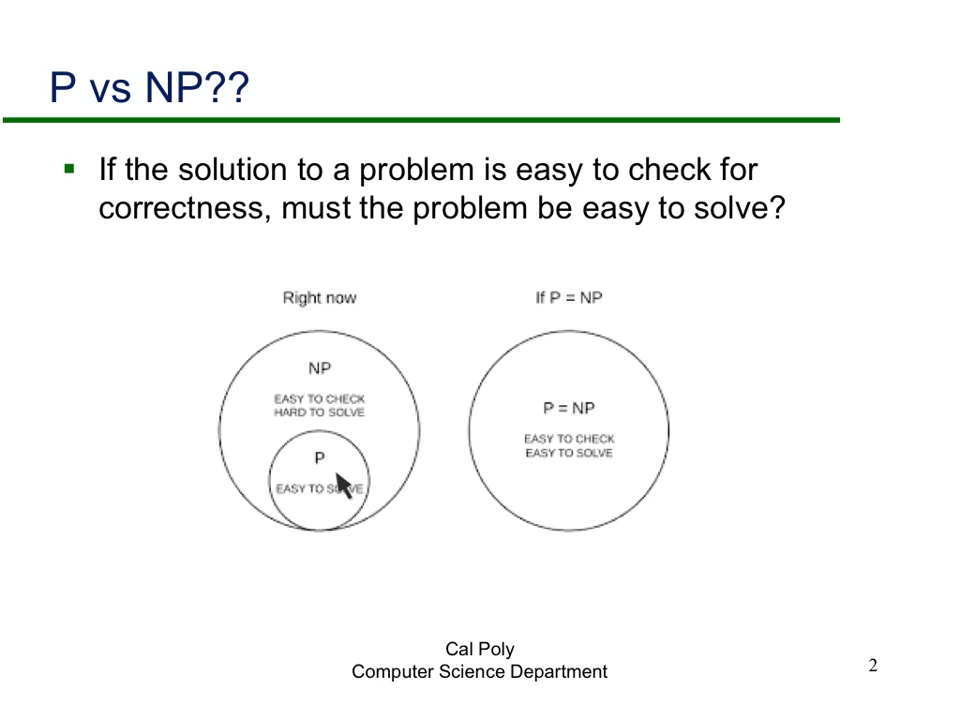 P vs NP??
If the solution to a problem is easy to check for
correctness, must the problem be easy to solve?
Right now
NP
EASY TO CHECK
HARD TO SOLVE
P
EASY TO SOLVE
If P = NP
P = NP
EASY TO CHECK
EASY TO SOLVE
Cal Poly
Computer Science Department
2